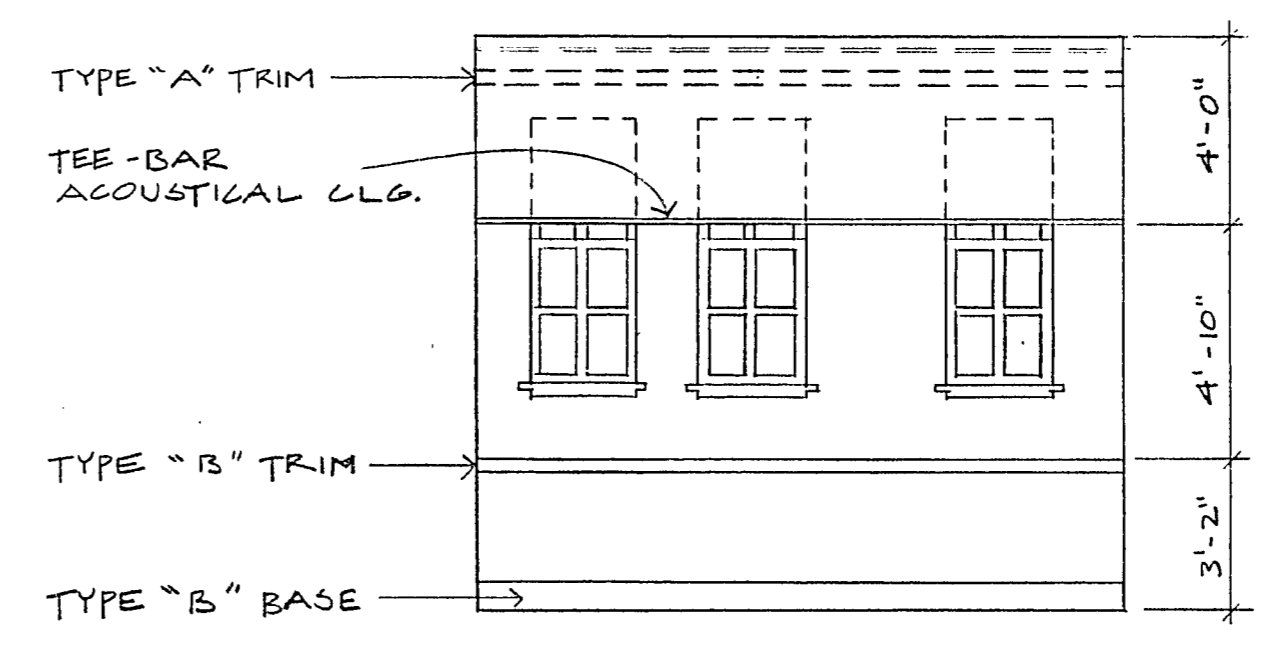 TYPE "A" TRIM
TEE-BAR
ACOUSTICAL CLG.
TYPE "B" TRIM
TYPE "B" BASE
4'-0"
4'-10"
3'-2"